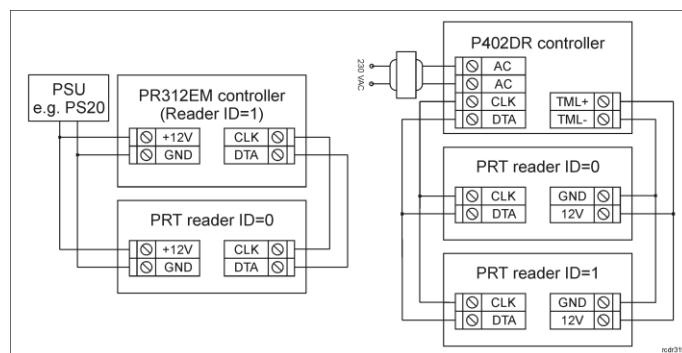 PSU
e.g. PS20
PR312EM controller
(Reader ID=1)
+12V
GND
CLK
DTA
PRT reader ID=0
+12V
GND
CLK
DTA
230 VAC
P402DR controller
AC
AC
CLK
DTA
TML+
TML-
PRT reader ID=0
CLK
DTA
GND
12V
PRT reader ID=1
CLK
DTA
GND
12V